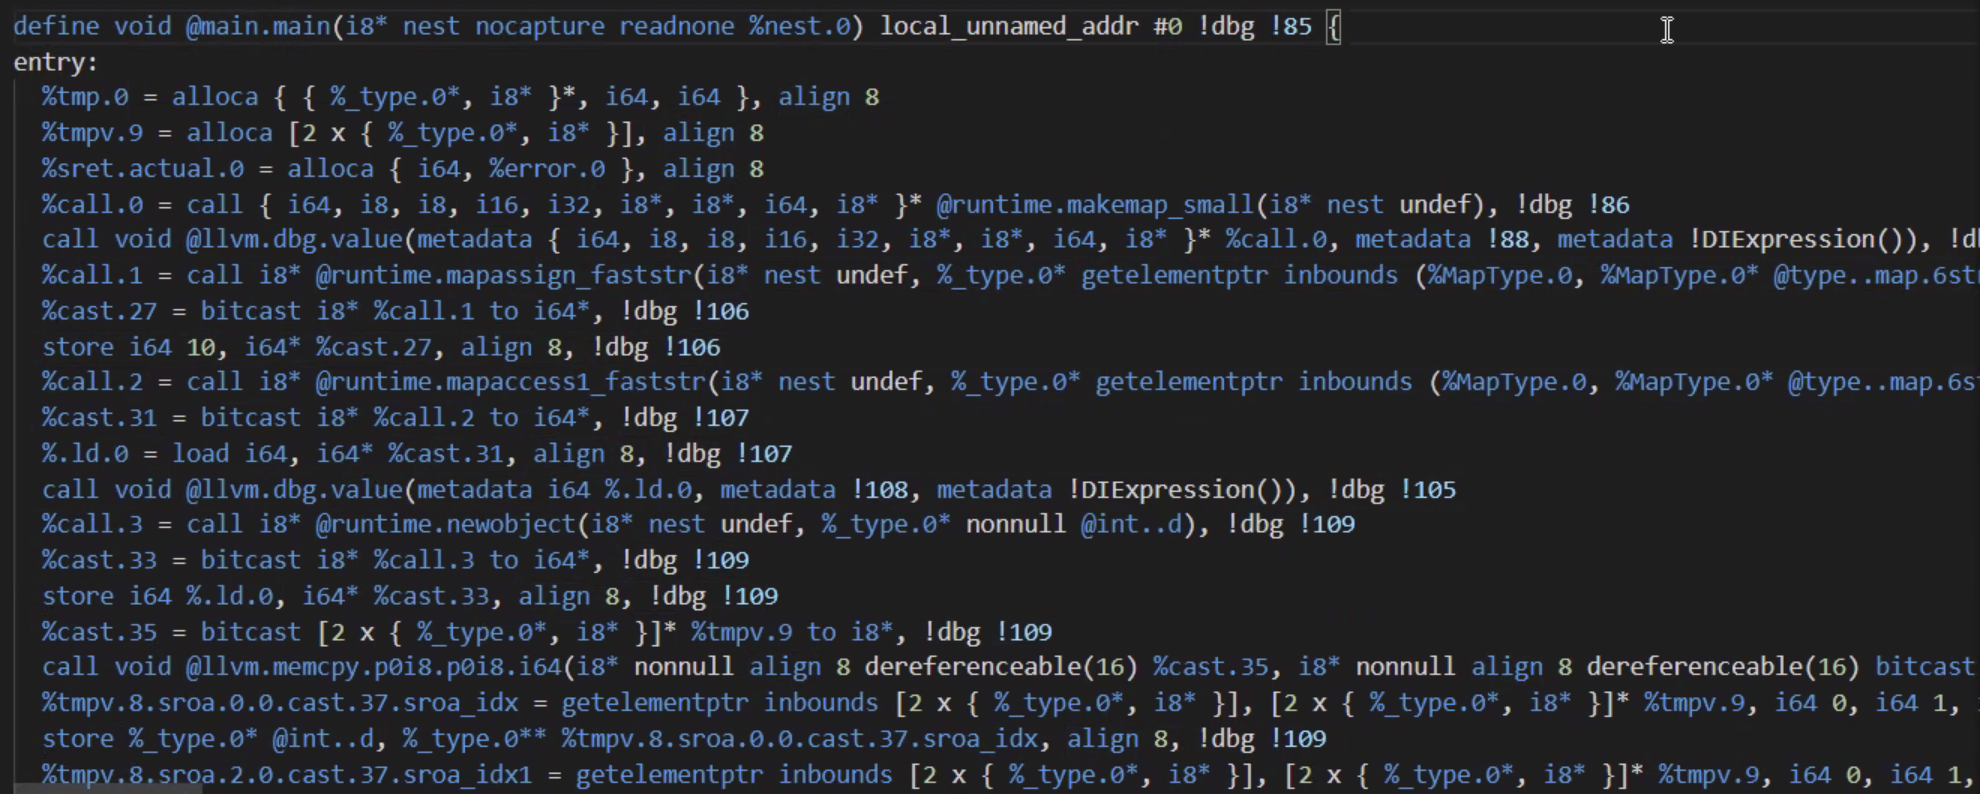 define void @main.main(i8* nest nocapture readnone %nest.0) local_unnamed_addr #0 !dbg !85 {
entry:
%tmp.0 = alloca { { %_type.0*, i8* }*, i64, i64 }, align 8
%tmpv.9 = alloca [2 x { %_type.0*, i8* }], align 8
%sret.actual.0 = alloca { i64, %error.0 }, align 8
%call.0 = call { i64, i8, i8, i16, i32, i8*, i8*, i64, i8* }* @runtime.makemap_small(i8* nest undef), !dbg !86
call void @llvm.dbg.value(metadata { i64, i8, i8, i16, i32, i8*, i8*, i64, i8* }* %call.0, metadata !88, metadata !DIExpression()),
%call.1 = call i8* @runtime.mapassign_faststr(i8* nest undef, %_type.0* getelementptr inbounds (%MapType.0, %MapType.0* @type..map.6str
%cast.27 = bitcast i8* %call.1 to i64*, !dbg !106
store i64 10, i64* %cast.27, align 8, !dbg !106
%call.2 = call i8* @runtime.mapaccess1_faststr(i8* nest undef, %_type.0* getelementptr inbounds (%MapType.0, %MapType.0* @type..map.6st
%cast.31 = bitcast i8* %call.2 to i64*, !dbg !107
%.ld.0 = load i64, i64* %cast.31, align 8, !dbg !107
call void @llvm.dbg.value(metadata i64 %.ld.0, metadata !108, metadata !DIExpression()), !dbg !105
%call.3 = call i8* @runtime.newobject(i8* nest undef, %_type.0* nonnull @int..d), !dbg !109
%cast.33 = bitcast i8* %call.3 to i64*, !dbg !109
store i64 %.ld.0, i64* %cast.33, align 8, !dbg !109
%cast.35 = bitcast [2 x { %_type.0*, i8* }]* %tmpv.9 to i8*, !dbg !109
call void @llvm.memcpy.p0i8.p0i8.i64(i8* nonnull align 8 dereferenceable(16) %cast.35, i8* nonnull align 8 dereferenceable(16) bitcast
%tmpv.8.sroa.0.0.cast.37.sroa_idx = getelementptr inbounds [2 x { %_type.0*, i8* }], [2 x { %_type.0*, i8* }]* %tmpv.9, i64 0, i64 1,
store %_type.0* @int..d, %_type.0** %tmpv.8.sroa.0.0.cast.37.sroa_idx, align 8, !dbg !109
%tmpv.8.sroa.2.0.cast.37.sroa_idx1 = getelementptr inbounds [2 x { %_type.0*, i8* }], [2 x { %_type.0*, i8* }]* %tmpv.9, i64 0, i64 1,